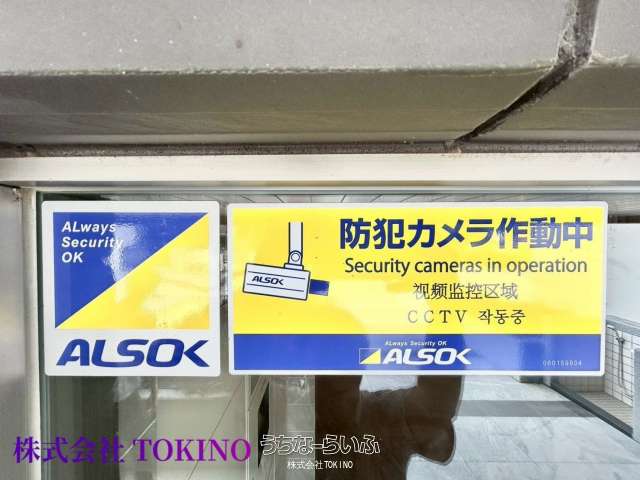 ALways
Security
OK
ALSOK
ALSOK
防犯カメラ作動中
Security cameras in operation
视频监控区域
CCTV 작동중
ALways Security OK
ALSOK
060159804
株式会社 TOKINO
うちなーらいふ
株式会社TOKINO